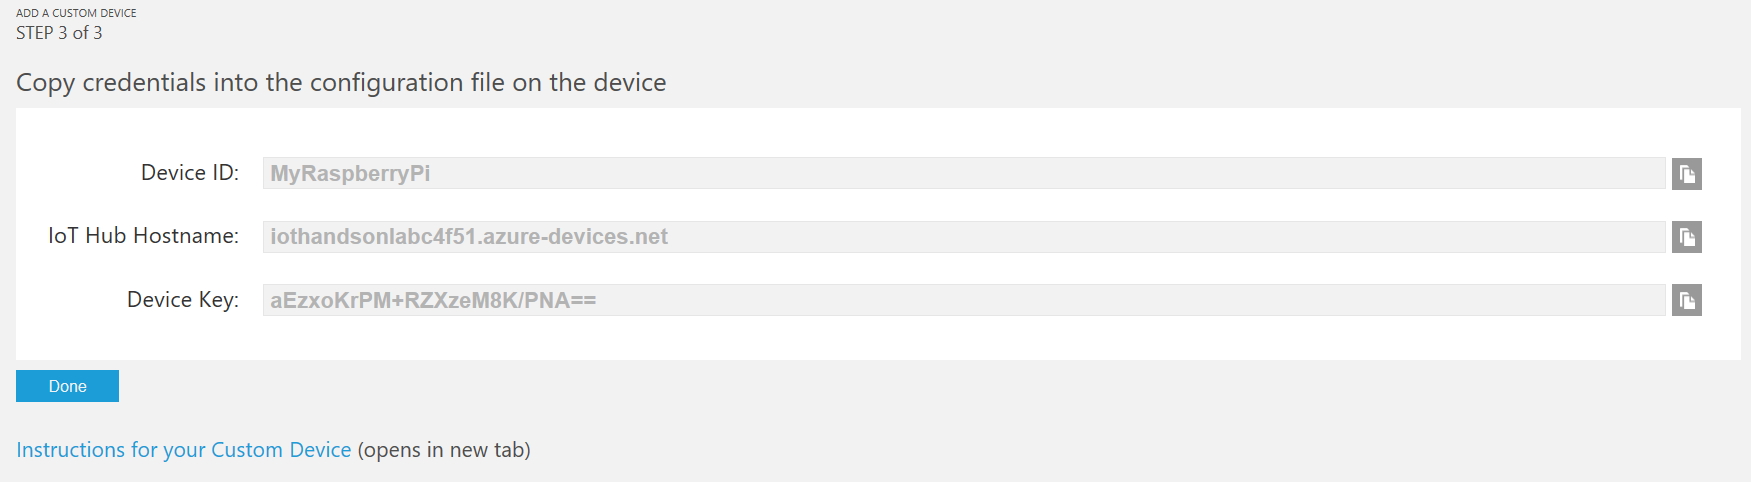 ADD A CUSTOM DEVICE
STEP 3 of 3
Copy credentials into the configuration file on the device
Device ID: MyRaspberryPi
IoT Hub Hostname: iothandsonlabc4f51.azure-devices.net
Device Key: aEzxoKrPM+RZXzeM8K/PNA==
Done
Instructions for your Custom Device (opens in new tab)